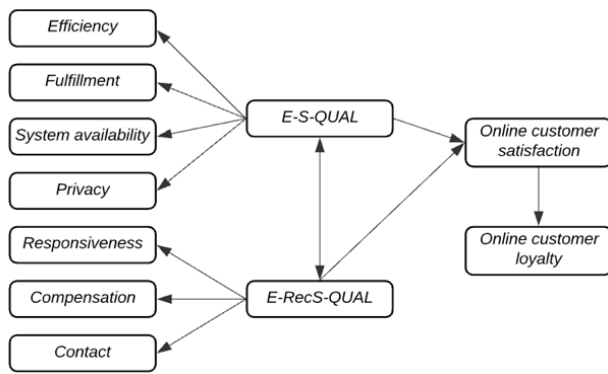 Efficiency
Fulfillment
System availability
Privacy
Responsiveness
Compensation
Contact
E-S-QUAL
E-RecS-QUAL
Online customer
satisfaction
Online customer
loyalty